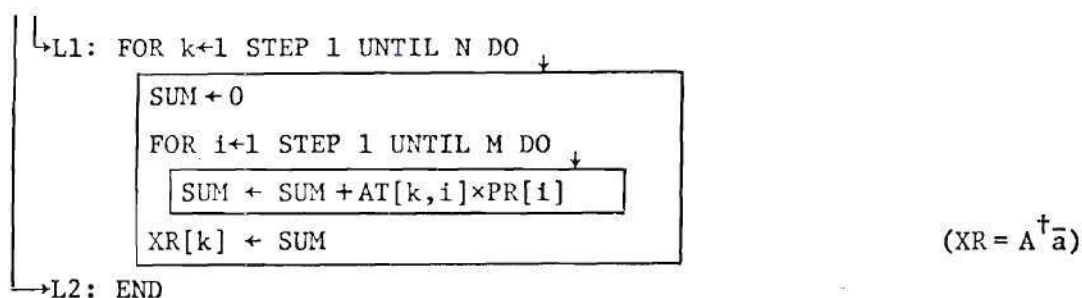 L1: FOR k←1 STEP 1 UNTIL N DO
SUM ← 0
FOR i←1 STEP 1 UNTIL M DO
SUM ← SUM + AT[k,i]×PR[i]
XR[k] ← SUM
(XR = A†a̅)
L2: END